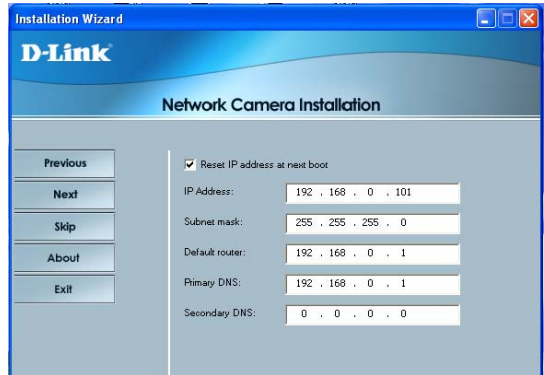 Installation Wizard
D-Link
Network Camera Installation
Previous
Next
Skip
About
Exit
Reset IP address at next boot
IP Address: 192 . 168 . 0 . 101
Subnet mask: 255 . 255 . 255 . 0
Default router: 192 . 168 . 0 . 1
Primary DNS: 192 . 168 . 0 . 1
Secondary DNS: 0 . 0 . 0 . 0